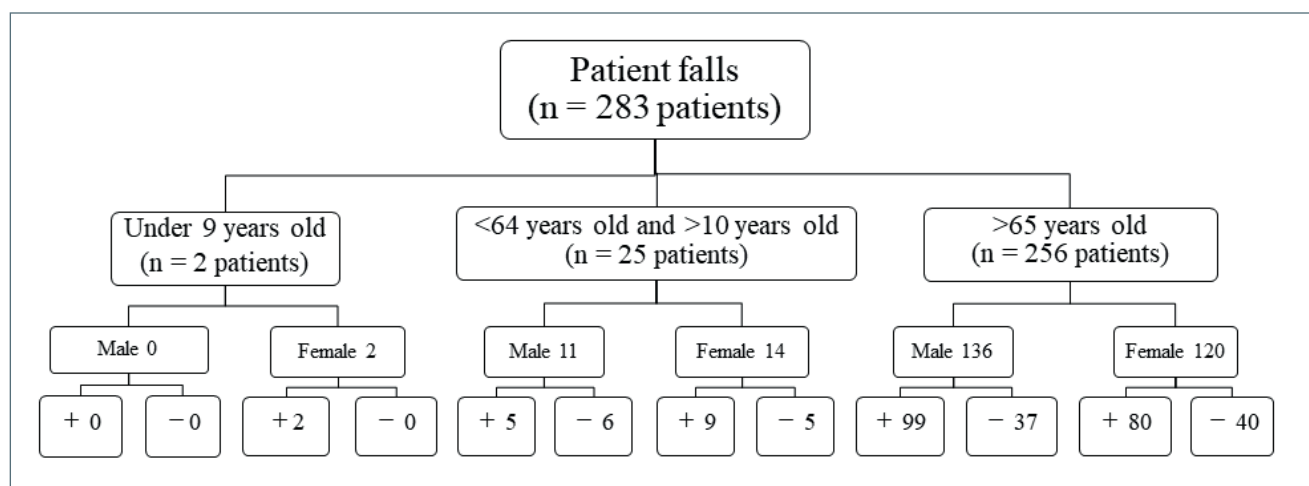 Patient falls
(n = 283 patients)
Under 9 years old
(n = 2 patients)
<64 years old and >10 years old
(n = 25 patients)
>65 years old
(n = 256 patients)
Male 0
Female 2
Male 11
Female 14
Male 136
Female 120
+ 0
− 0
+2
− 0
+ 5
− 6
+ 9
− 5
+ 99
− 37
+ 80
− 40